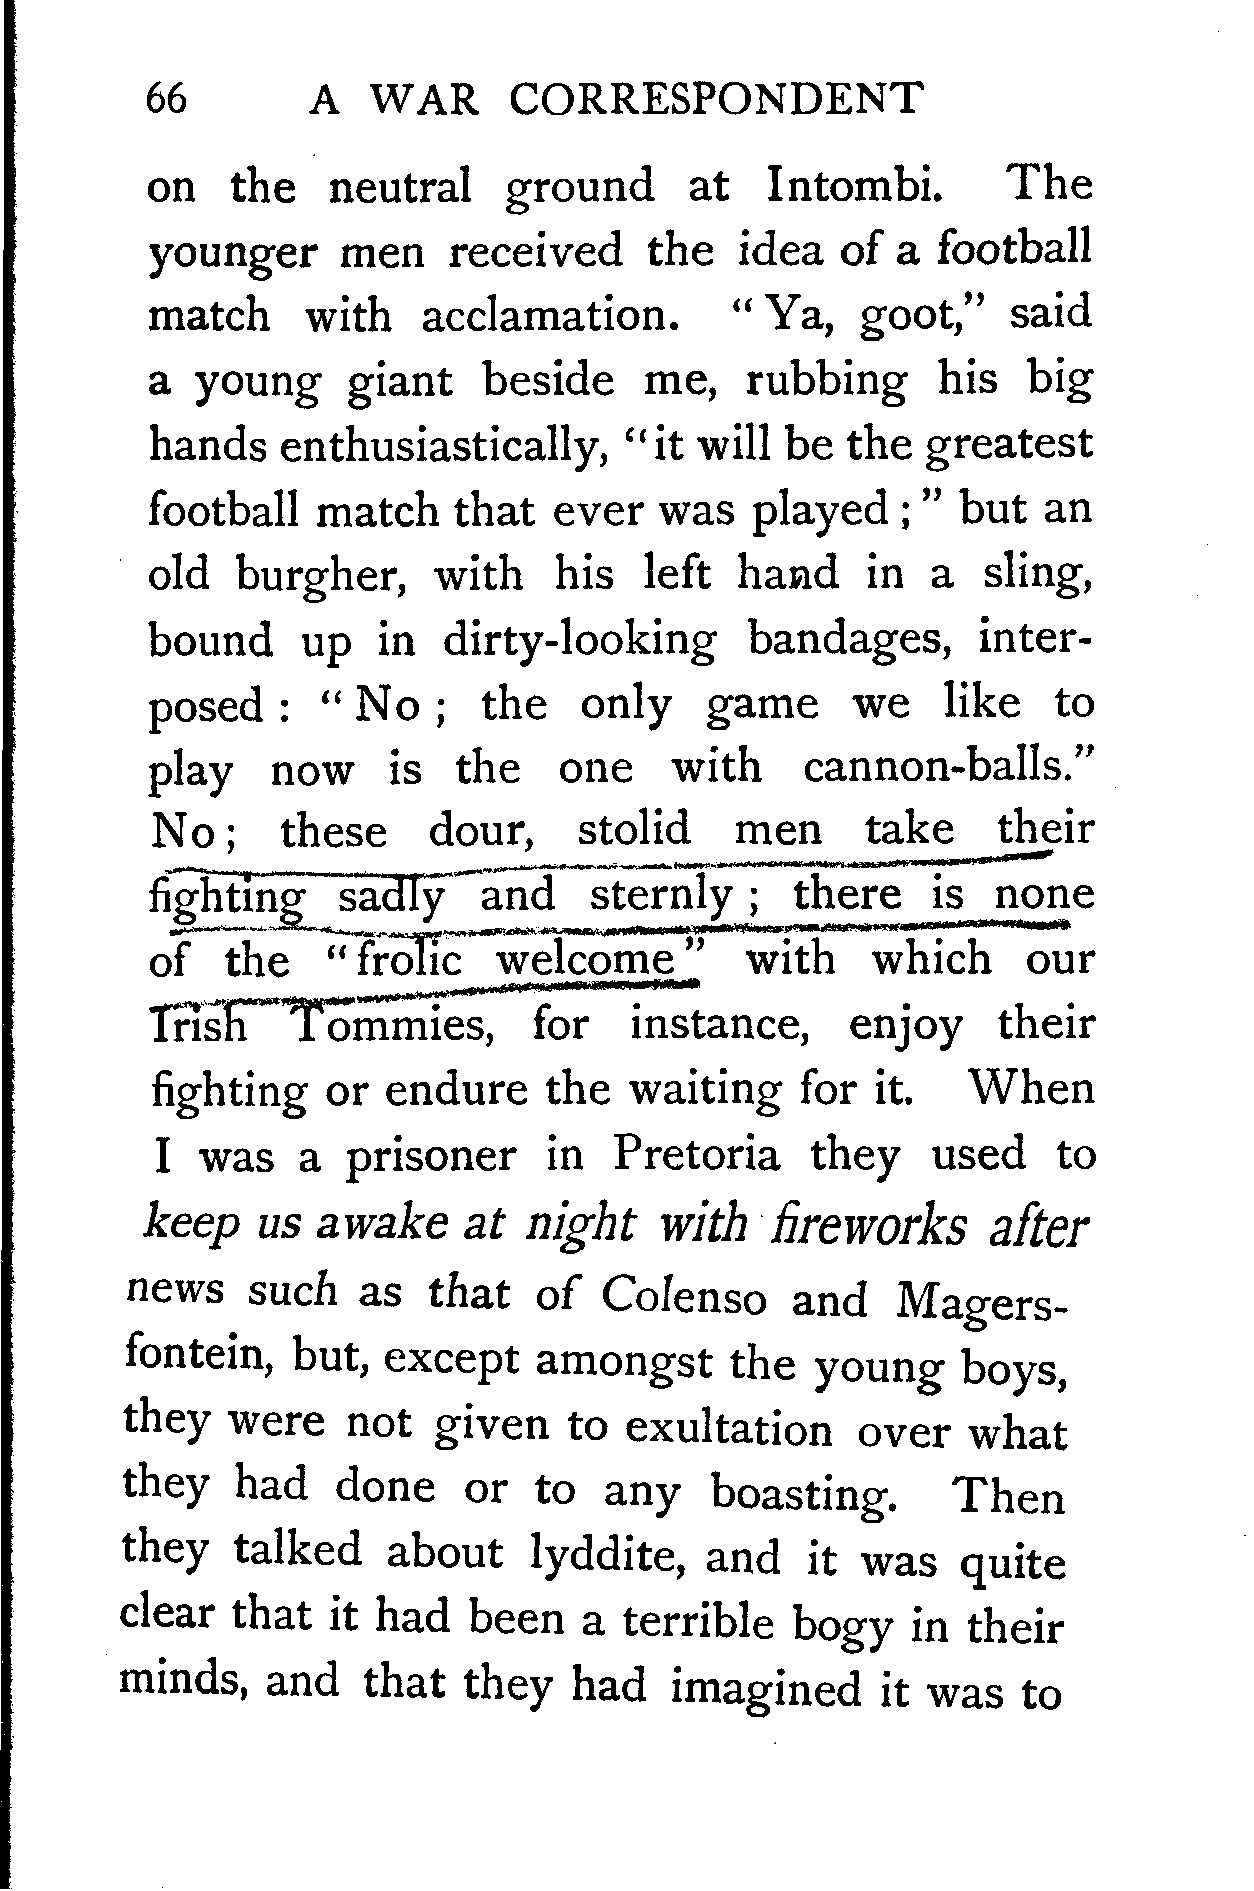 66 A WAR CORRESPONDENT
on the neutral ground at Intombi. The
younger men received the idea of a football
match with acclamation. “ Ya, goot,” said
a young giant beside me, rubbing his big
hands enthusiastically, “ it will be the greatest
football match that ever was played ; ” but an
old burgher, with his left hand in a sling,
bound up in dirty-looking bandages, inter-
posed : “ No ; the only game we like to
play now is the one with cannon-balls.”
No ; these dour, stolid men take their
fighting sadly and sternly ; there is none
of the “ frolic welcome ” with which our
Irish Tommies, for instance, enjoy their
fighting or endure the waiting for it. When
I was a prisoner in Pretoria they used to
keep us awake at night with fireworks after
news such as that of Colenso and Magers-
fontein, but, except amongst the young boys,
they were not given to exultation over what
they had done or to any boasting. Then
they talked about lyddite, and it was quite
clear that it had been a terrible bogy in their
minds, and that they had imagined it was to